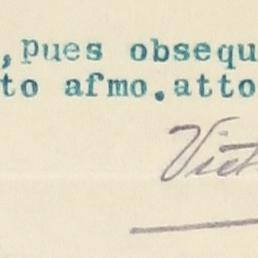 ,pues obsequ
to afmo.atto
Vict